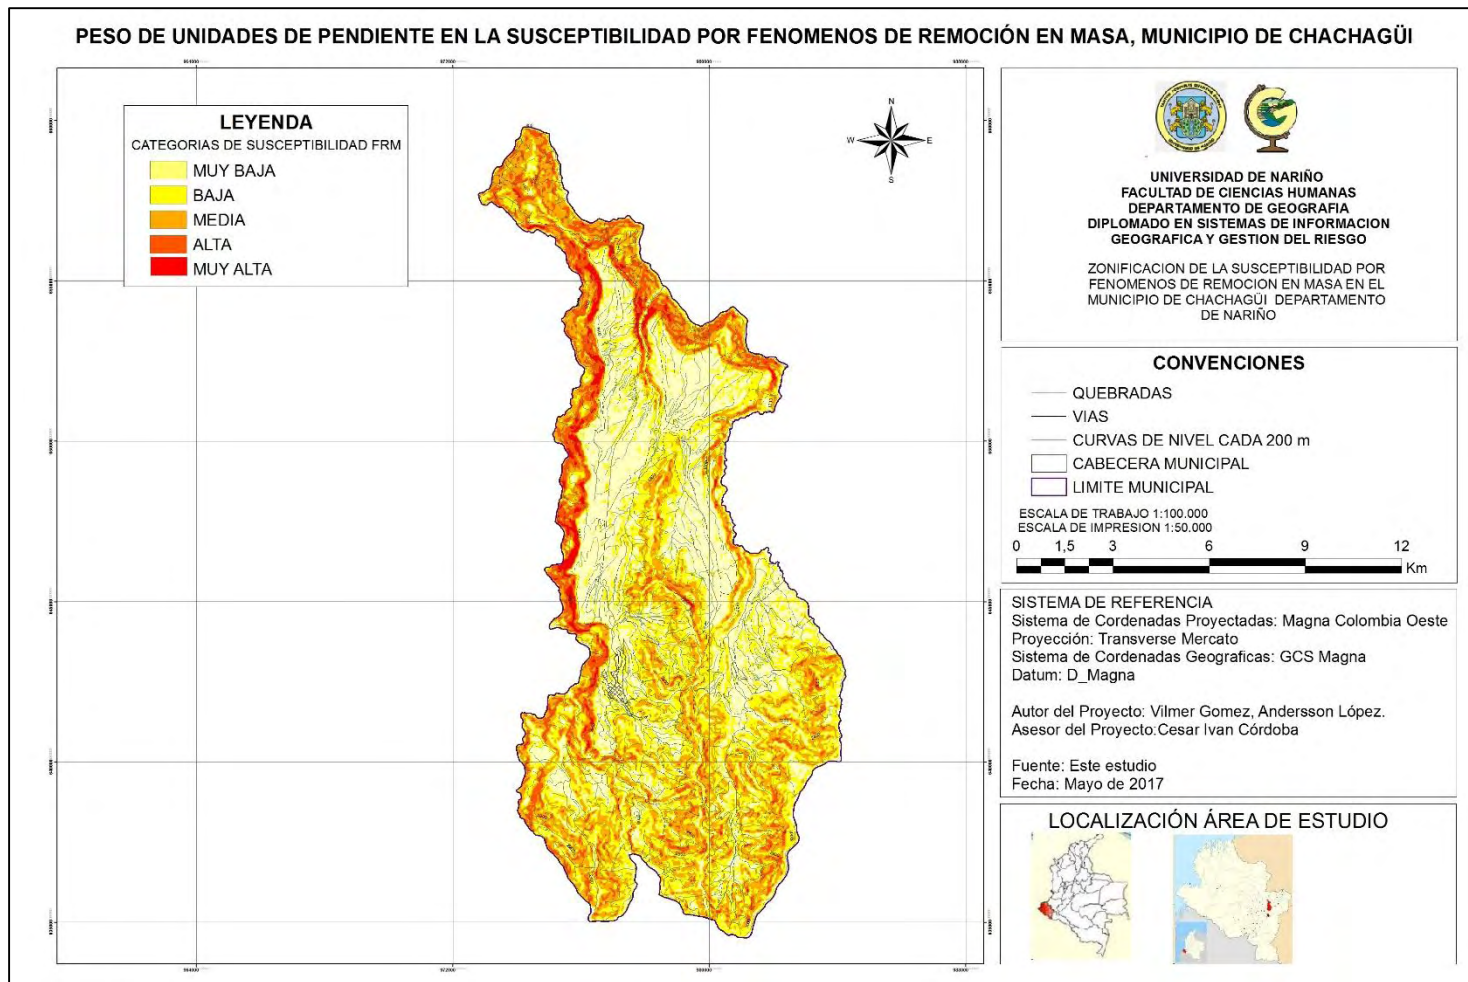 PESO DE UNIDADES DE PENDIENTE EN LA SUSCEPTIBILIDAD POR FENOMENOS DE REMOCIÓN EN MASA, MUNICIPIO DE CHACHAGÜI
LEYENDA
CATEGORIAS DE SUSCEPTIBILIDAD FRM
MUY BAJA
BAJA
MEDIA
ALTA
MUY ALTA
N
W E
S
UNIVERSIDAD DE NARIÑO
FACULTAD DE CIENCIAS HUMANAS
DEPARTAMENTO DE GEOGRAFIA
DIPLOMADO EN SISTEMAS DE INFORMACION
GEOGRAFICA Y GESTION DEL RIESGO
ZONIFICACION DE LA SUSCEPTIBILIDAD POR
FENOMENOS DE REMOCION EN MASA EN EL
MUNICIPIO DE CHACHAGÜI DEPARTAMENTO
DE NARIÑO
CONVENCIONES
QUEBRADAS
VIAS
CURVAS DE NIVEL CADA 200 m
CABECERA MUNICIPAL
LIMITE MUNICIPAL
ESCALA DE TRABAJO 1:100.000
ESCALA DE IMPRESION 1:50.000
0 1,5 3 6 9 12
Km
SISTEMA DE REFERENCIA
Sistema de Cordenadas Proyectadas: Magna Colombia Oeste
Proyección: Transverse Mercato
Sistema de Cordenadas Geograficas: GCS Magna
Datum: D_Magna
Autor del Proyecto: Vilmer Gomez, Andersson López.
Asesor del Proyecto:Cesar Ivan Córdoba
Fuente: Este estudio
Fecha: Mayo de 2017
LOCALIZACIÓN ÁREA DE ESTUDIO